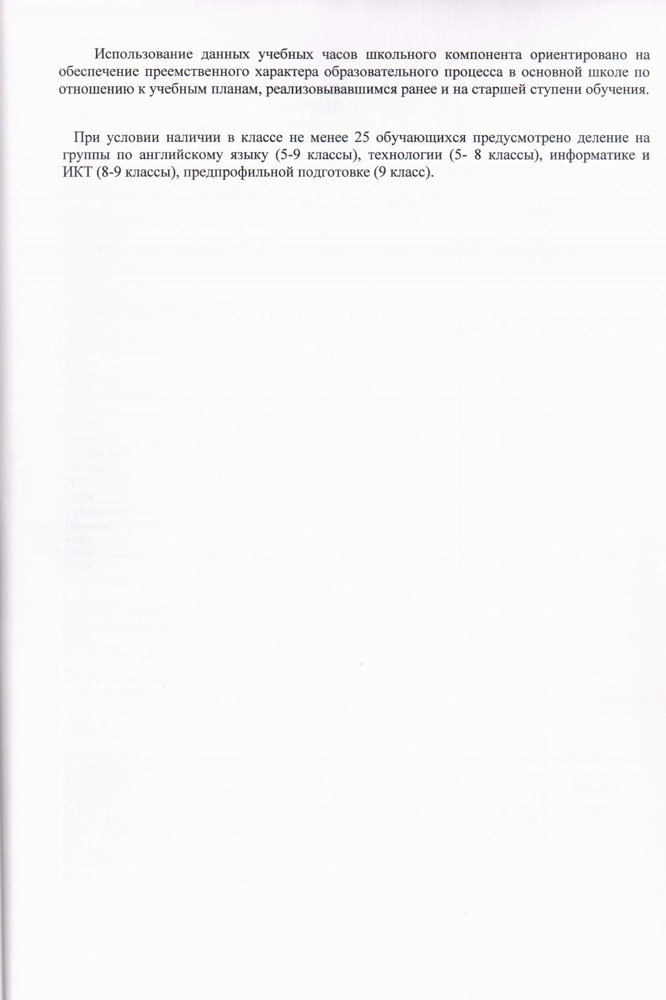 Использование данных учебных часов школьного компонента ориентировано на
обеспечение преемственного характера образовательного процесса в основной школе по
отношению к учебным планам, реализовывавшимся ранее и на старшей ступени обучения.
При условии наличии в классе не менее 25 обучающихся предусмотрено деление на
группы по английскому языку (5-9 классы), технологии (5- 8 классы), информатике и
ИКТ (8-9 классы), предпрофильной подготовке (9 класс).